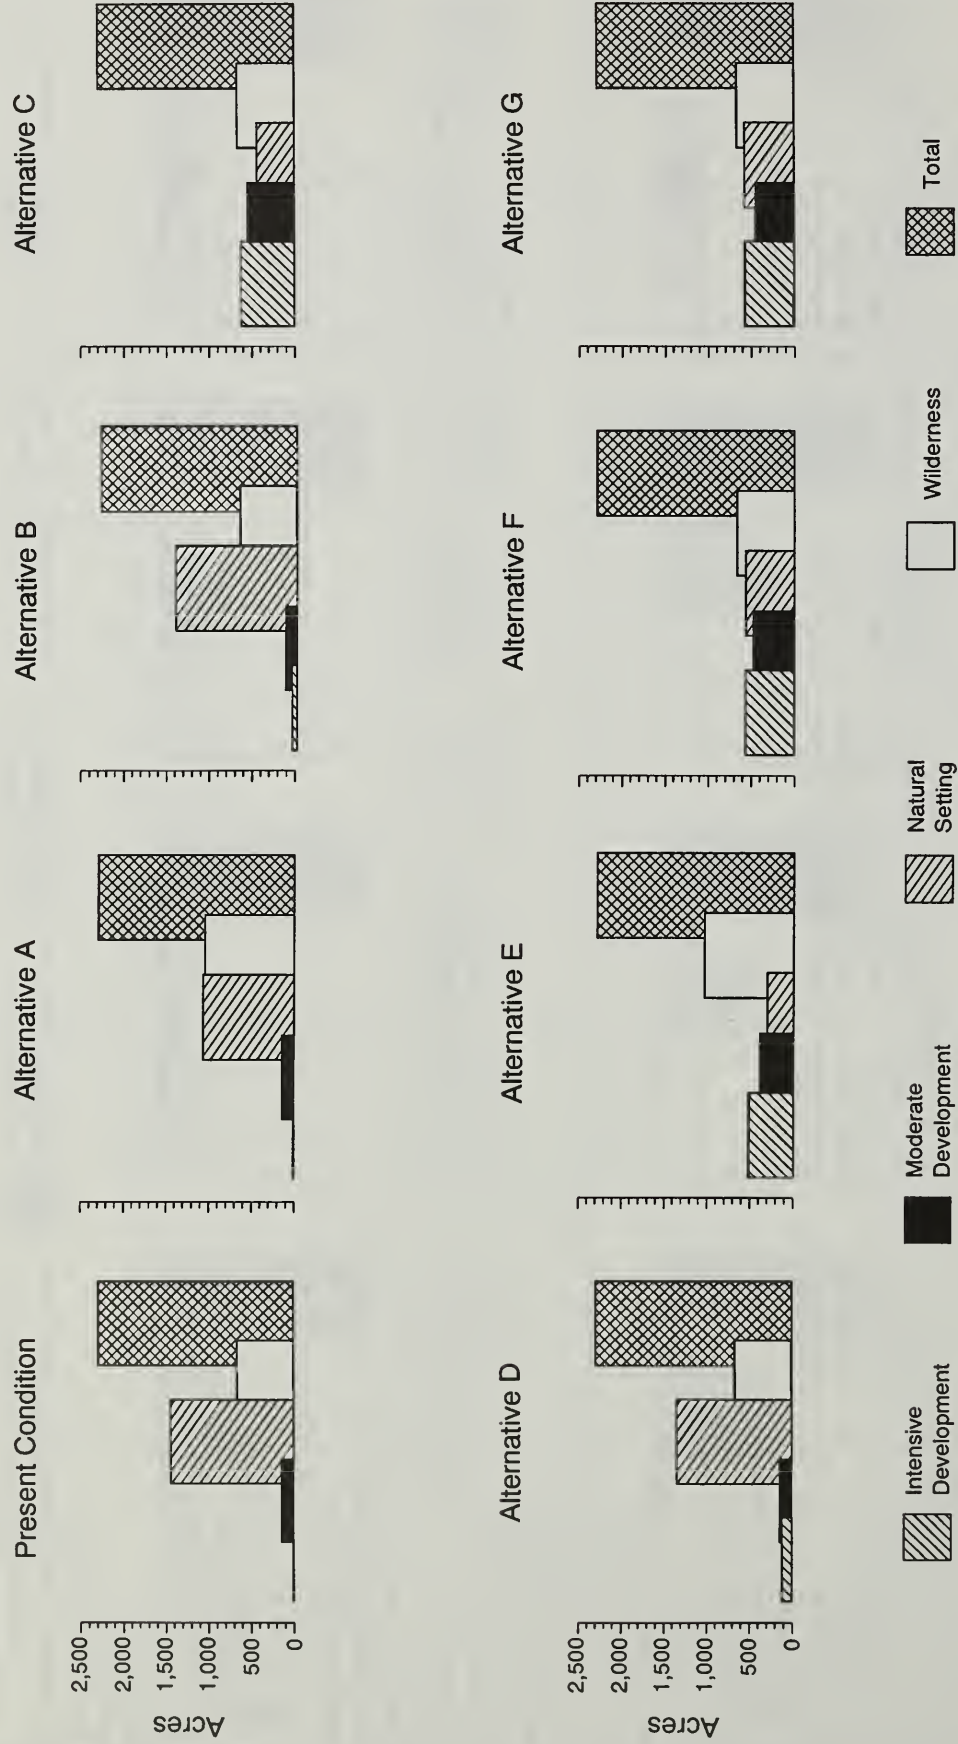 Present Condition
Alternative A
Alternative B
Alternative C
Acres
2,500
2,000
1,500
1,000
500
0
Alternative D
Alternative E
Alternative F
Alternative G
Acres
2,500
2,000
1,500
1,000
500
0
Intensive
Development
Moderate
Development
Natural
Setting
Wilderness
Total